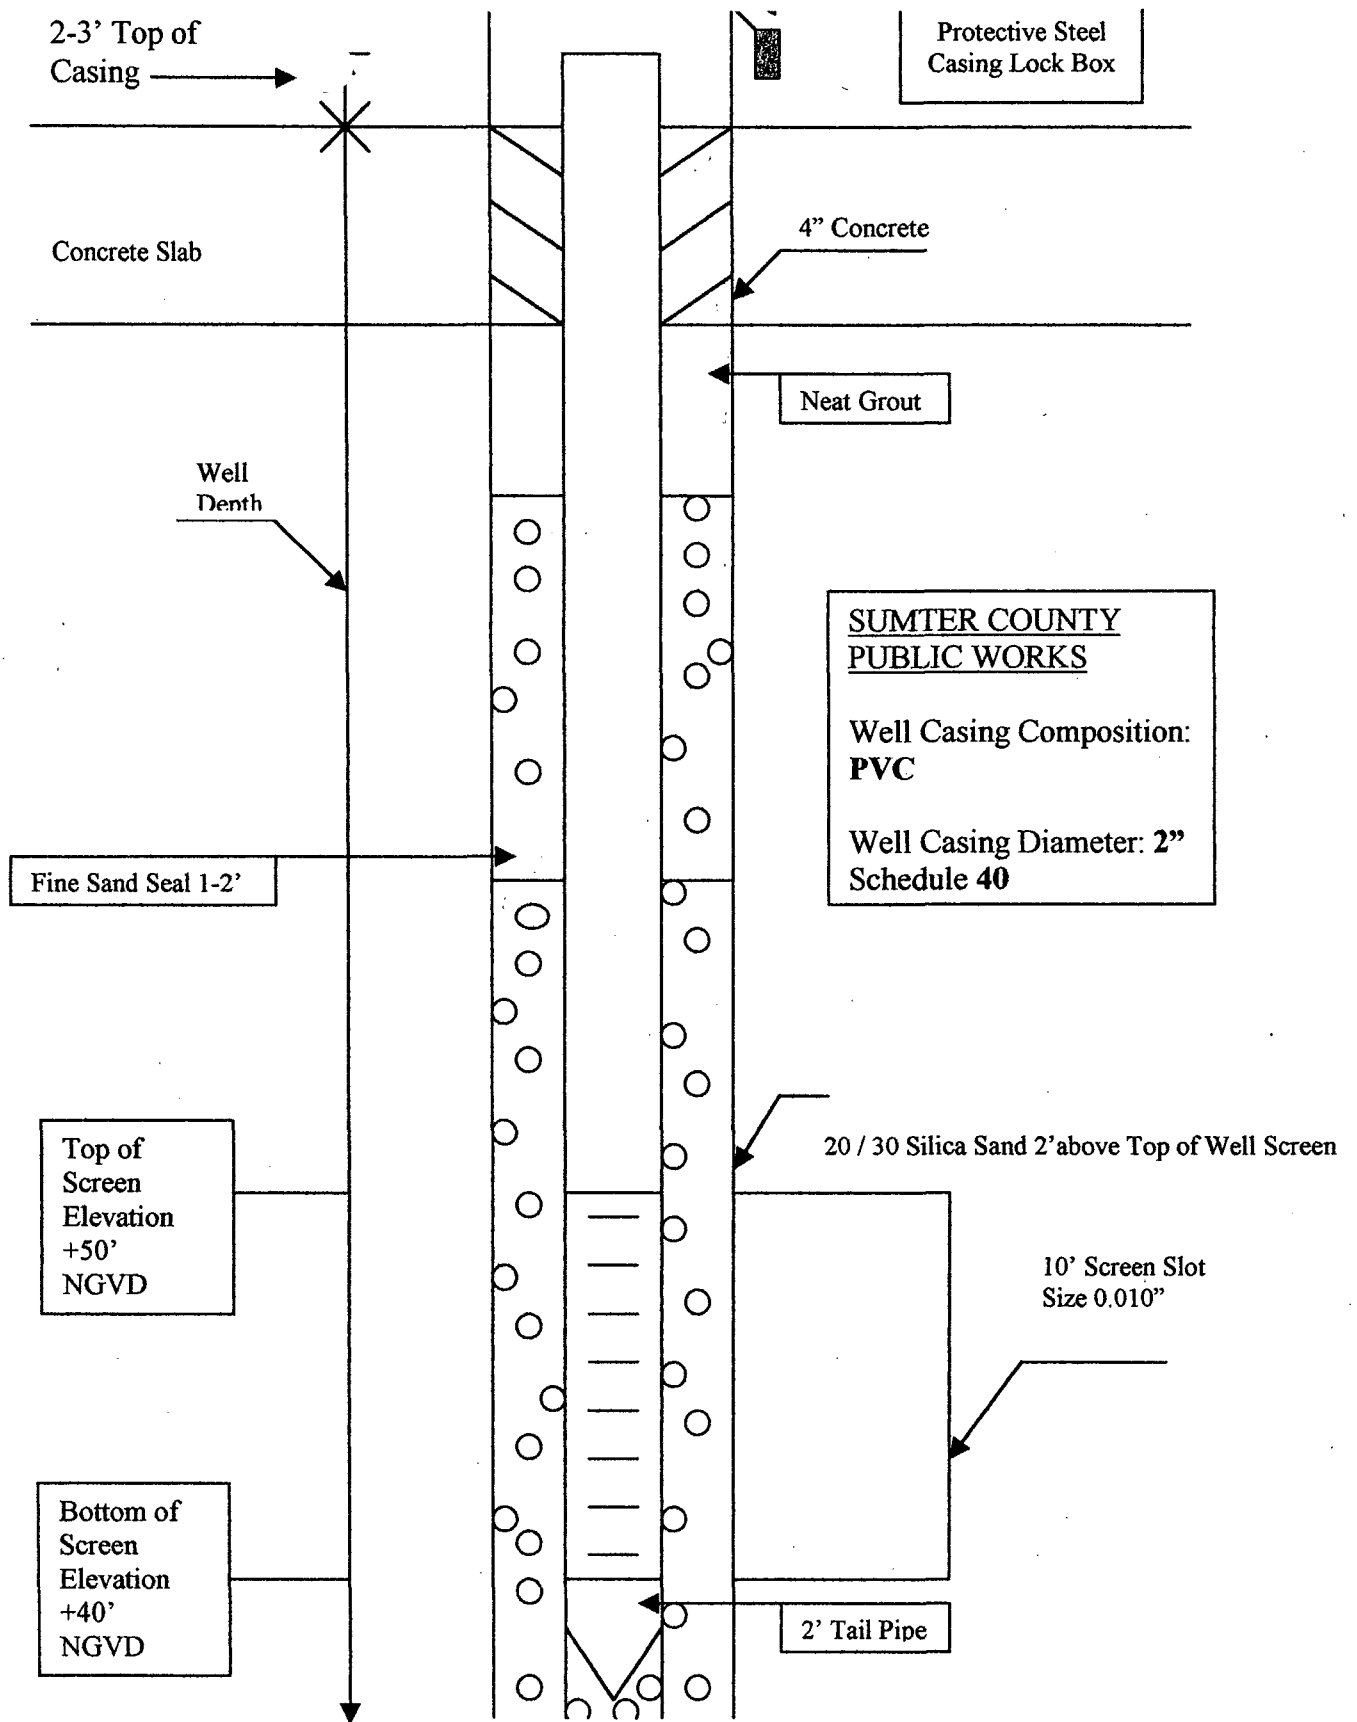 2-3’ Top of
Casing
Protective Steel
Casing Lock Box
Concrete Slab
4” Concrete
Neat Grout
Well
Depth
SUMTER COUNTY
PUBLIC WORKS
Well Casing Composition:
PVC
Well Casing Diameter: 2”
Schedule 40
Fine Sand Seal 1-2’
20 / 30 Silica Sand 2’above Top of Well Screen
Top of
Screen
Elevation
+50’
NGVD
10’ Screen Slot
Size 0.010”
Bottom of
Screen
Elevation
+40’
NGVD
2’ Tail Pipe